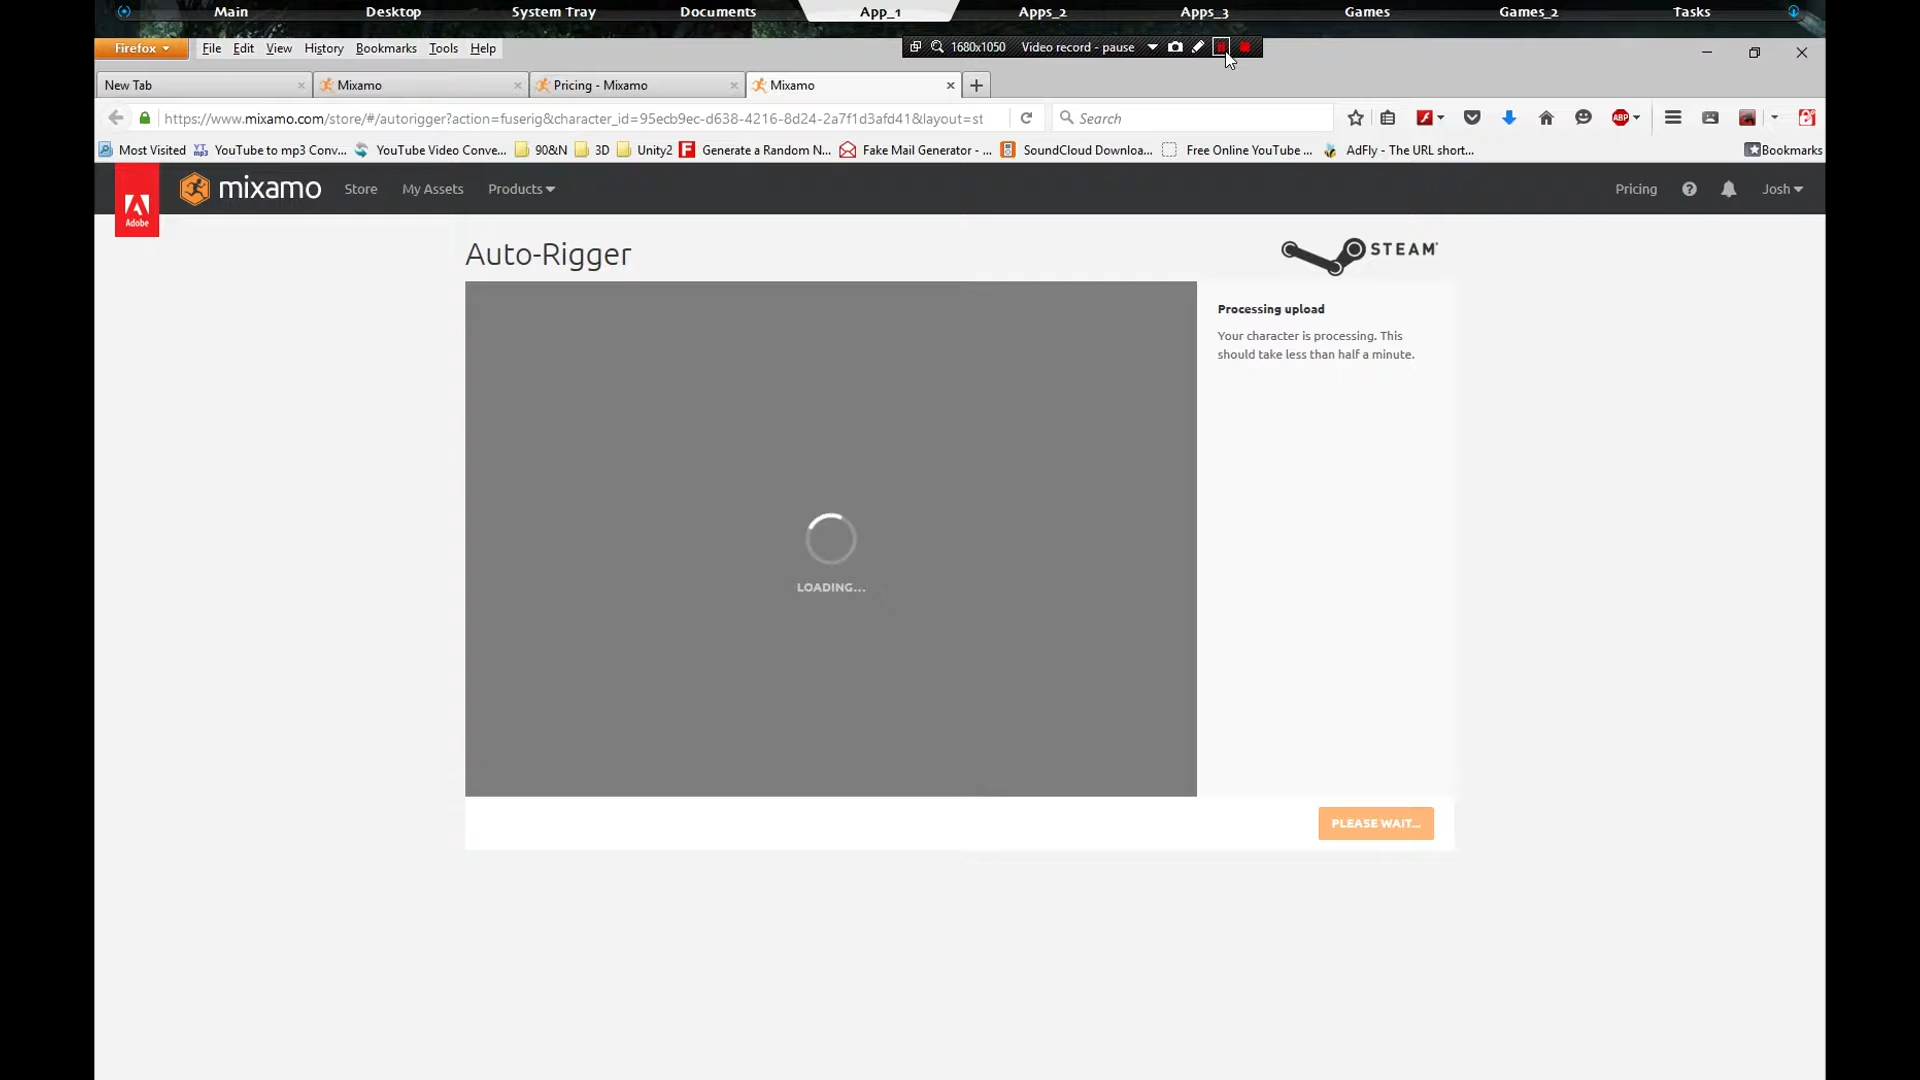 Main Desktop System Tray Documents App_1 Apps_2 Apps_3 Games Games_2 Tasks
Firefox File Edit View History Bookmarks Tools Help 1680x1050 Video record - pause
New Tab Mixamo Pricing - Mixamo Mixamo
https://www.mixamo.com/store/#/autorigger?action=fuserig&character_id=95ecb9ec-d638-4216-8d24-2a7f1d3afd41&layout=st Search ABP
Most Visited YT mp3 YouTube to mp3 Conv... YouTube Video Conve... 90&N 3D Unity2 F Generate a Random N... Fake Mail Generator - ... SoundCloud Downloa... Free Online YouTube ... AdFly - The URL short... Bookmarks
Adobe mixamo Store My Assets Products Pricing ? Josh
Auto-Rigger STEAM
Processing upload
Your character is processing. This
should take less than half a minute.
LOADING...
PLEASE WAIT...